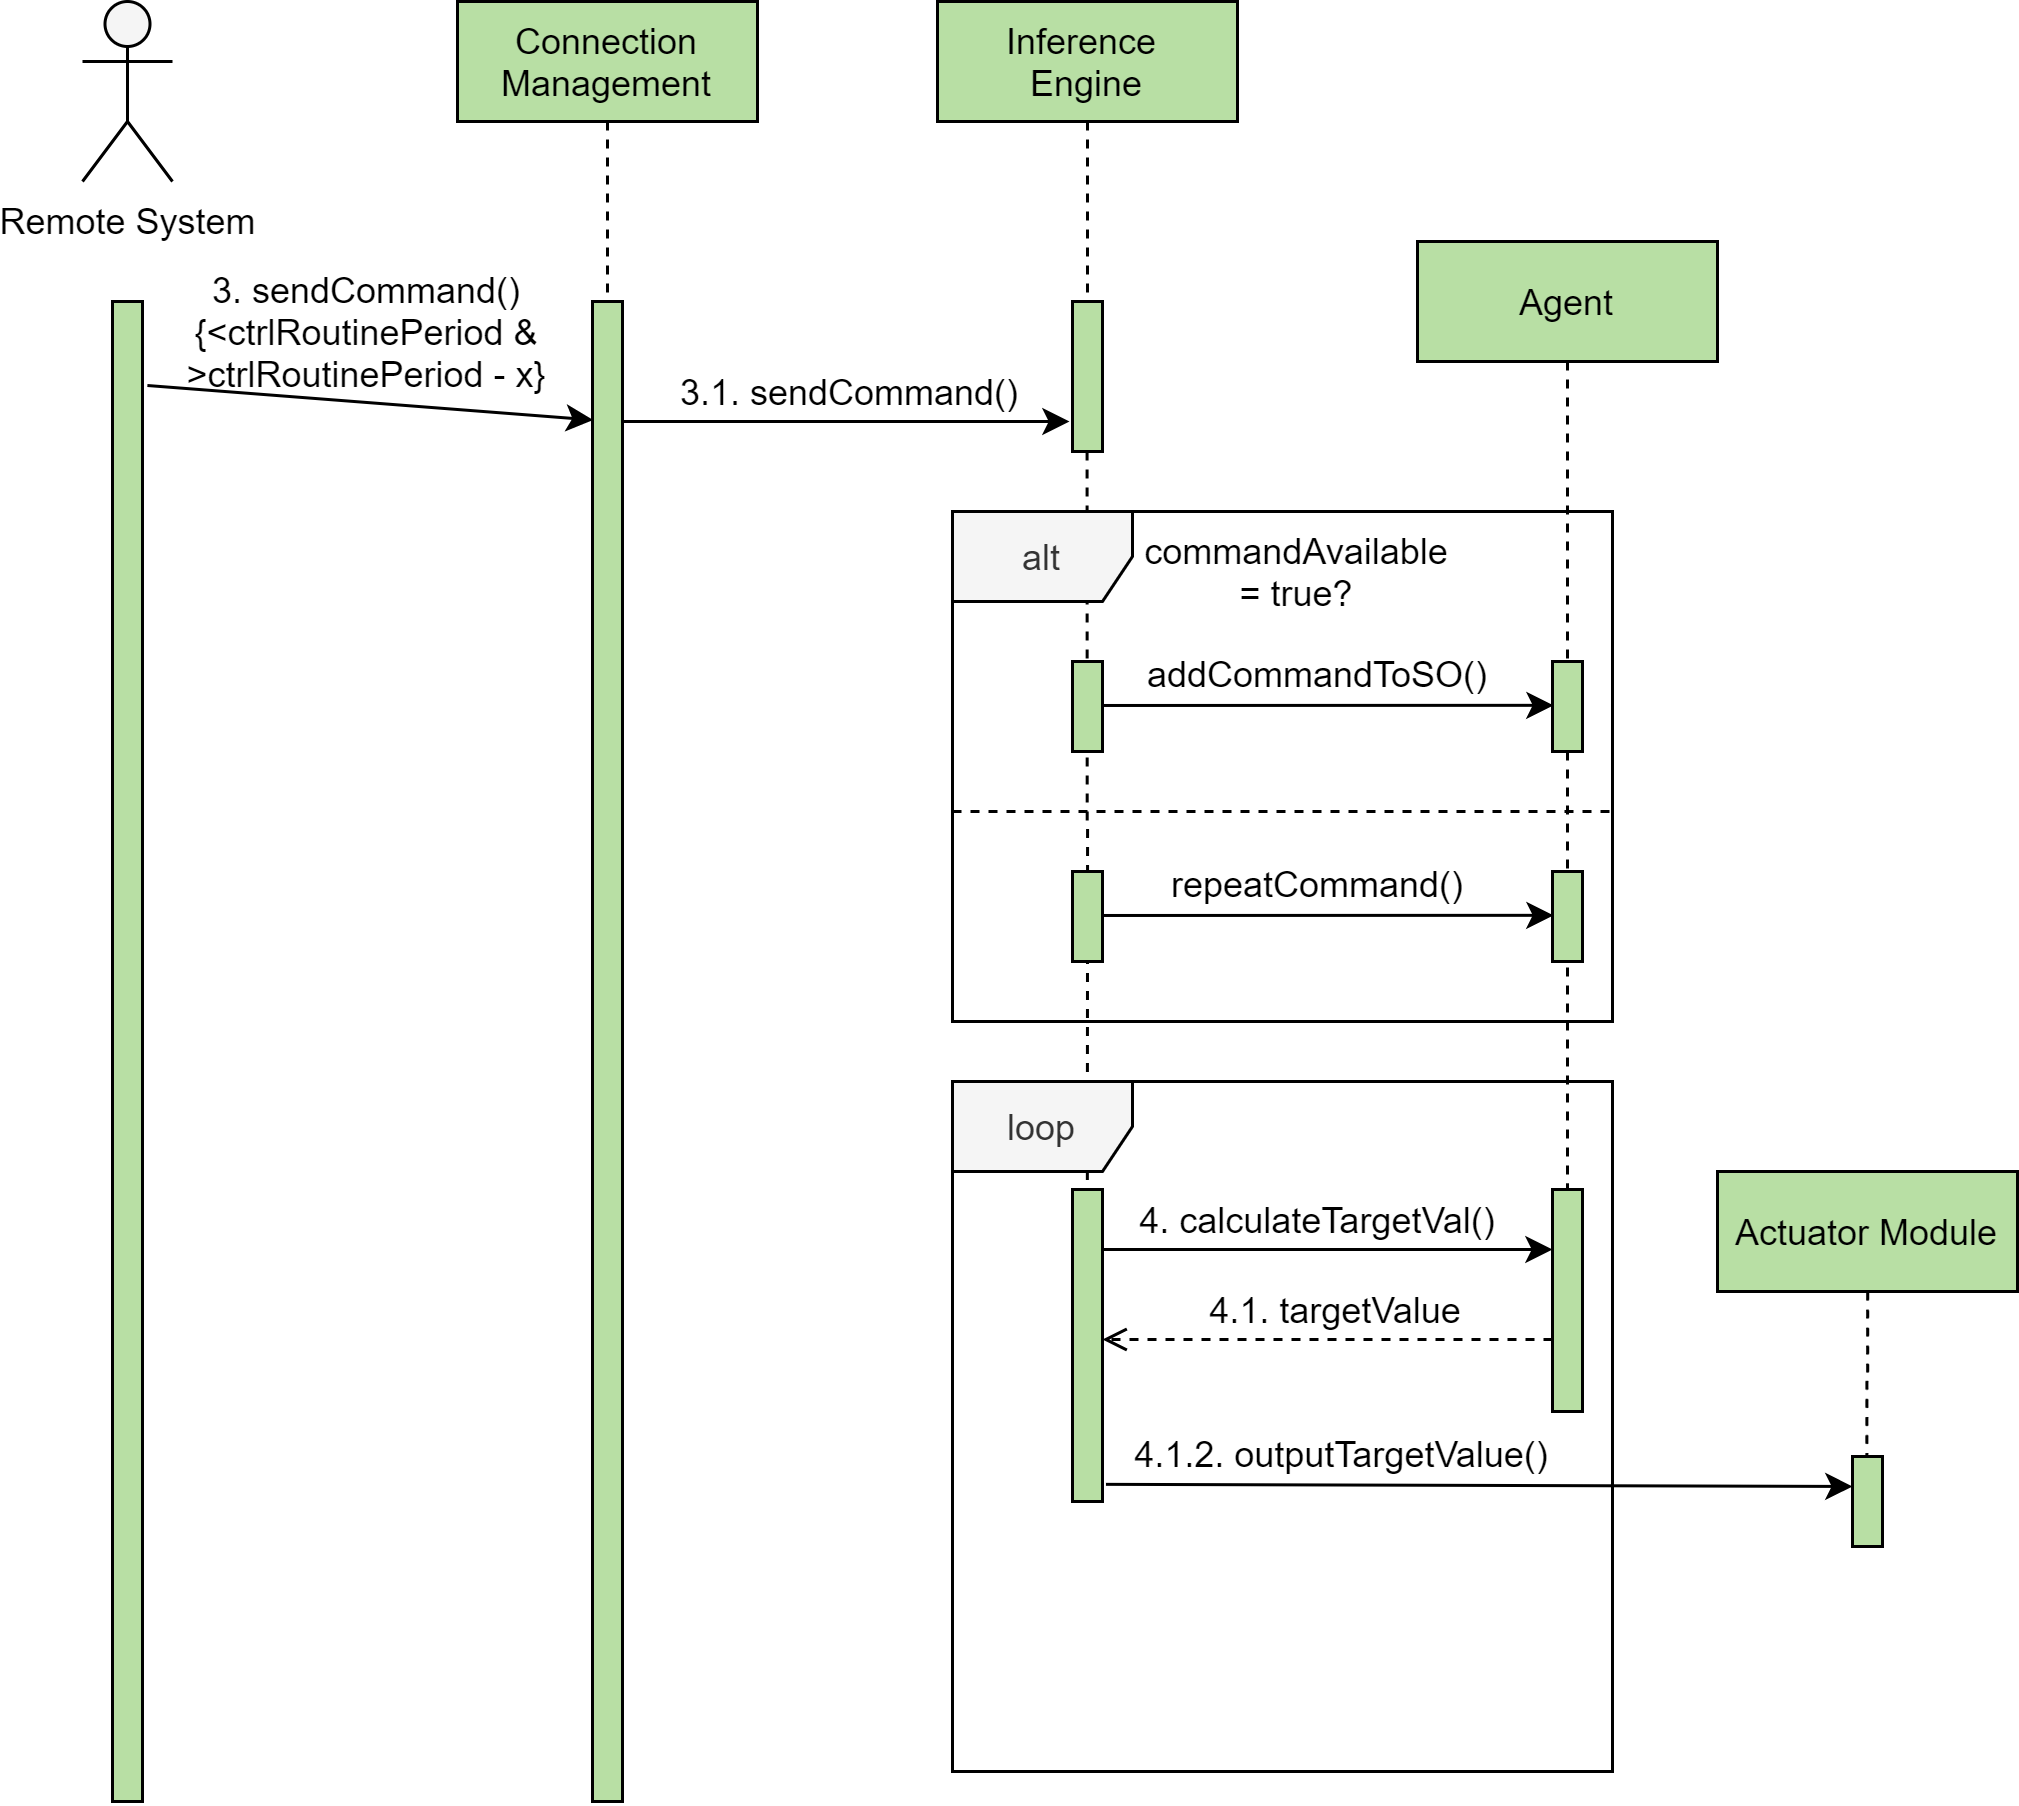 Connection
Management
Inference
Engine
Remote System
Agent
3. sendCommand()
{<ctrlRoutinePeriod &
>ctrlRoutinePeriod - x}
3.1. sendCommand()
alt
commandAvailable
= true?
addCommandToSO()
repeatCommand()
loop
4. calculateTargetVal()
Actuator Module
4.1. targetValue
4.1.2. outputTargetValue()